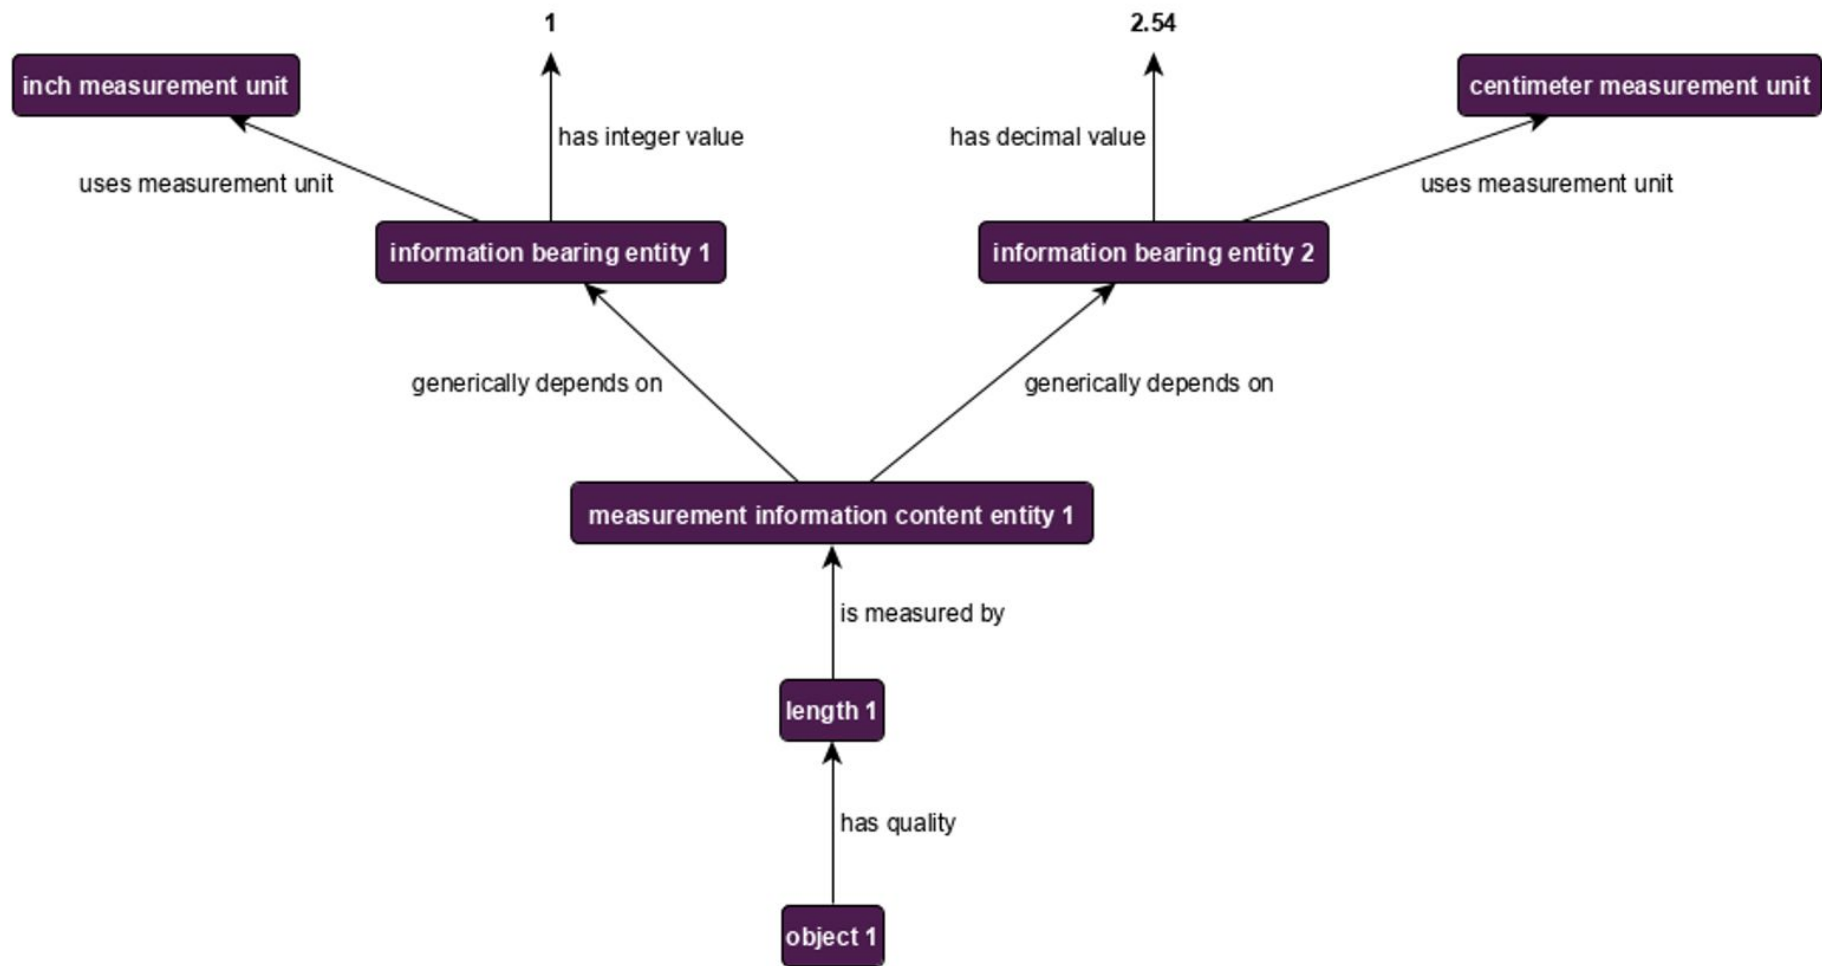 1
2.54
inch measurement unit
centimeter measurement unit
has integer value
has decimal value
uses measurement unit
uses measurement unit
information bearing entity 1
information bearing entity 2
generically depends on
generically depends on
measurement information content entity 1
is measured by
length 1
has quality
object 1